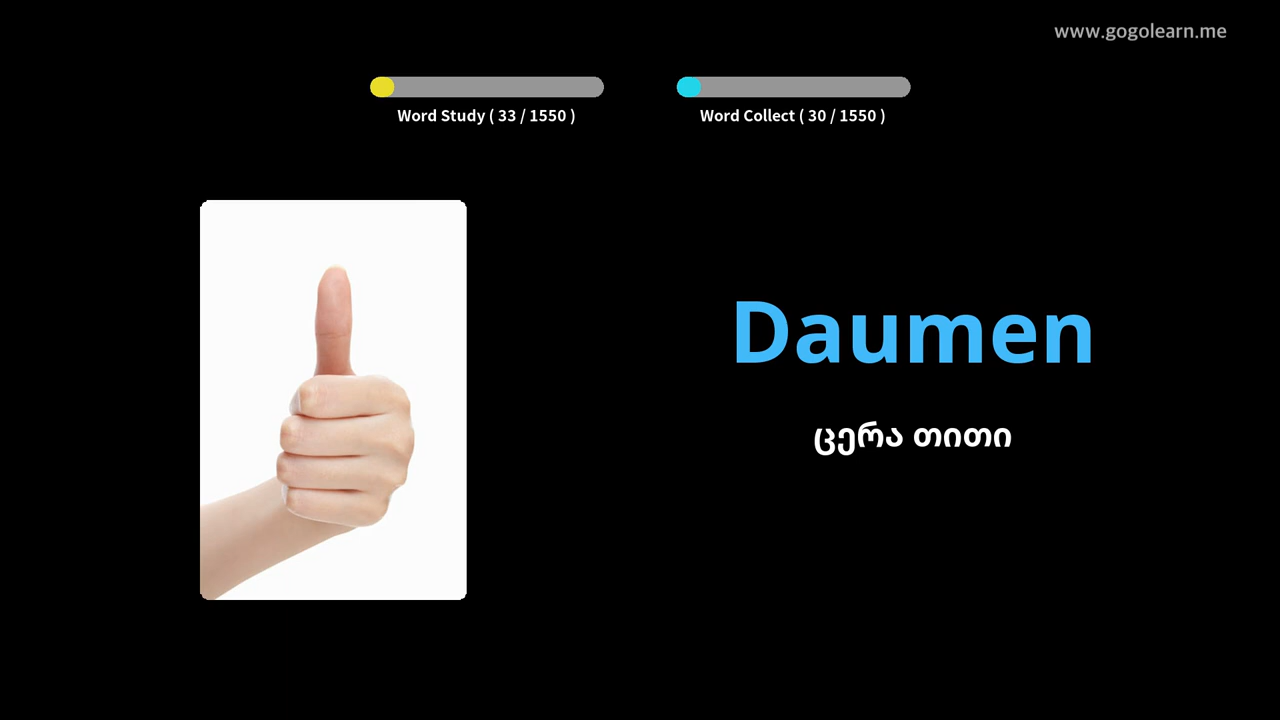 www.gogolearn.me
Word Study ( 33 / 1550 )
Word Collect ( 30 / 1550 )
Daumen
ცერა თითი